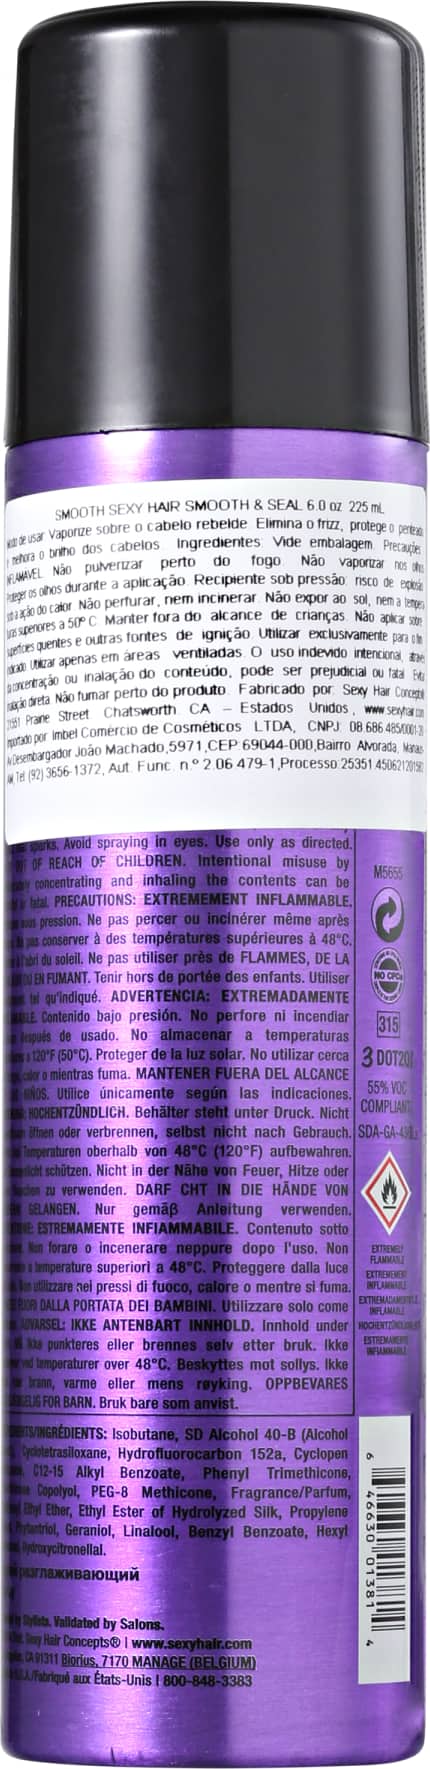 SMOOTH SEXY HAIR SMOOTH & SEAL 6.0 oz 225 mL
de usar Vaporize sobre o cabelo rebelde Elimina o frizz, protege o penteado
e melhora o brilho dos cabelos Ingredientes Vide embalagem Precauções
INFLAMÁVEL Não pulverizar perto do fogo Não vaporizar nos olhos
Proteger os olhos durante a aplicação. Recipiente sob pressão: risco de explosão
sob a ação do calor Não perfurar, nem incinerar. Não expor ao sol, nem a tempera
turas superiores a 50º C Manter fora do alcance de crianças. Não aplicar sobre
superfícies quentes e outras fontes de ignição. Utilizar exclusivamente para o fim
indicado. Utilizar apenas em áreas ventiladas. O uso indevido intencional, através
da concentração ou inalação do conteúdo, pode ser prejudicial ou fatal. Evitar
inalação direta. Não fumar perto do produto. Fabricado por: Sexy Hair Concepts
21551 Prairie Street Chatsworth CA – Estados Unidos, www.sexyhair.com
Importado por: Imbel Comércio de Cosméticos LTDA, CNPJ: 08.686.485/0001-
Av Desembargador João Machado,5971,CEP:69044-000,Bairro Alvorada, Manaus
AM, Tel (92) 3656-1372, Aut. Func. n.º 2.06 479-1,Processo:25351.
sparks. Avoid spraying in eyes. Use only as directed.
OUT OF REACH OF CHILDREN. Intentional misuse by
concentrating and inhaling the contents can be
or fatal. PRECAUTIONS: EXTREMEMENT INFLAMMABLE.
sous pression. Ne pas percer ou incinérer même après
pas conserver à des températures supérieures à 48°C.
l'abri du soleil. Ne pas utiliser près de FLAMMES, DE LA
OU EN FUMANT. Tenir hors de portée des enfants. Utiliser
tel qu'indiqué. ADVERTENCIA: EXTREMADAMENTE
Contenido bajo presión. No perfore ni incendiar
después de usado. No almacenar a temperaturas
a 120°F (50°C). Proteger de la luz solar. No utilizar cerca
calor o mientras fuma. MANTENER FUERA DEL ALCANCE
NIÑOS. Utilice únicamente según las indicaciones.
HOCHENTZÜNDLICH. Behälter steht unter Druck. Nicht
öffnen oder verbrennen, selbst nicht nach Gebrauch.
Temperaturen oberhalb von 48°C (120°F) aufbewahren.
schützen. Nicht in der Nähe von Feuer, Hitze oder
zu verwenden. DARF CHT IN DIE HÄNDE VON
GELANGEN. Nur gemäß Anleitung verwenden.
ESTREMAMENTE INFIAMMABILE. Contenuto sotto
Non forare o incenerare neppure dopo l'uso. Non
a temperature superiori a 48°C. Proteggere dalla luce
Non utilizzare nei pressi di fuoco, calore o mentre si fuma.
FUORI DALLA PORTATA DEI BAMBINI. Utilizzare solo come
ADVARSEL: IKKE ANTENBART INNHOLD. Innhold under
Ikke punkteres eller brennes selv etter bruk. Ikke
ved temperaturer over 48°C. Beskyttes mot sollys. Ikke
brann, varme eller mens røyking. OPPBEVARES
FOR BARN. Bruk bare som anvist.
INGREDIENTS/INGRÉDIENTS: Isobutane, SD Alcohol 40-B (Alcohol
Cyclotetrasiloxane, Hydrofluorocarbon 152a, Cyclopen
C12-15 Alkyl Benzoate, Phenyl Trimethicone,
Copolyol, PEG-8 Methicone, Fragrance/Parfum,
Ethyl Ether, Ethyl Ester of Hydrolyzed Silk, Propylene
Phytantriol, Geraniol, Linalool, Benzyl Benzoate, Hexyl
Hydroxycitronellal.
разглаживающий
by Stylists. Validated by Salons.
Sexy Hair Concepts® | www.sexyhair.com
CA 91311 Biorius, 7170 MANAGE (BELGIUM)
U.S.A./Fabriqué aux États-Unis | 800-848-3383
M5655
NO CFCs
315
3 DOT2Q
55% VOC
COMPLIANT
SDA-GA-43
EXTREMELY
FLAMMABLE
EXTREMEMENT
INFLAMMABLE
EXTREMADAMENTE
INFLAMABLE
HOCHENTZÜNDLICH
ESTREMAMENTE
INFIAMMABILE
6 46630 01381 4